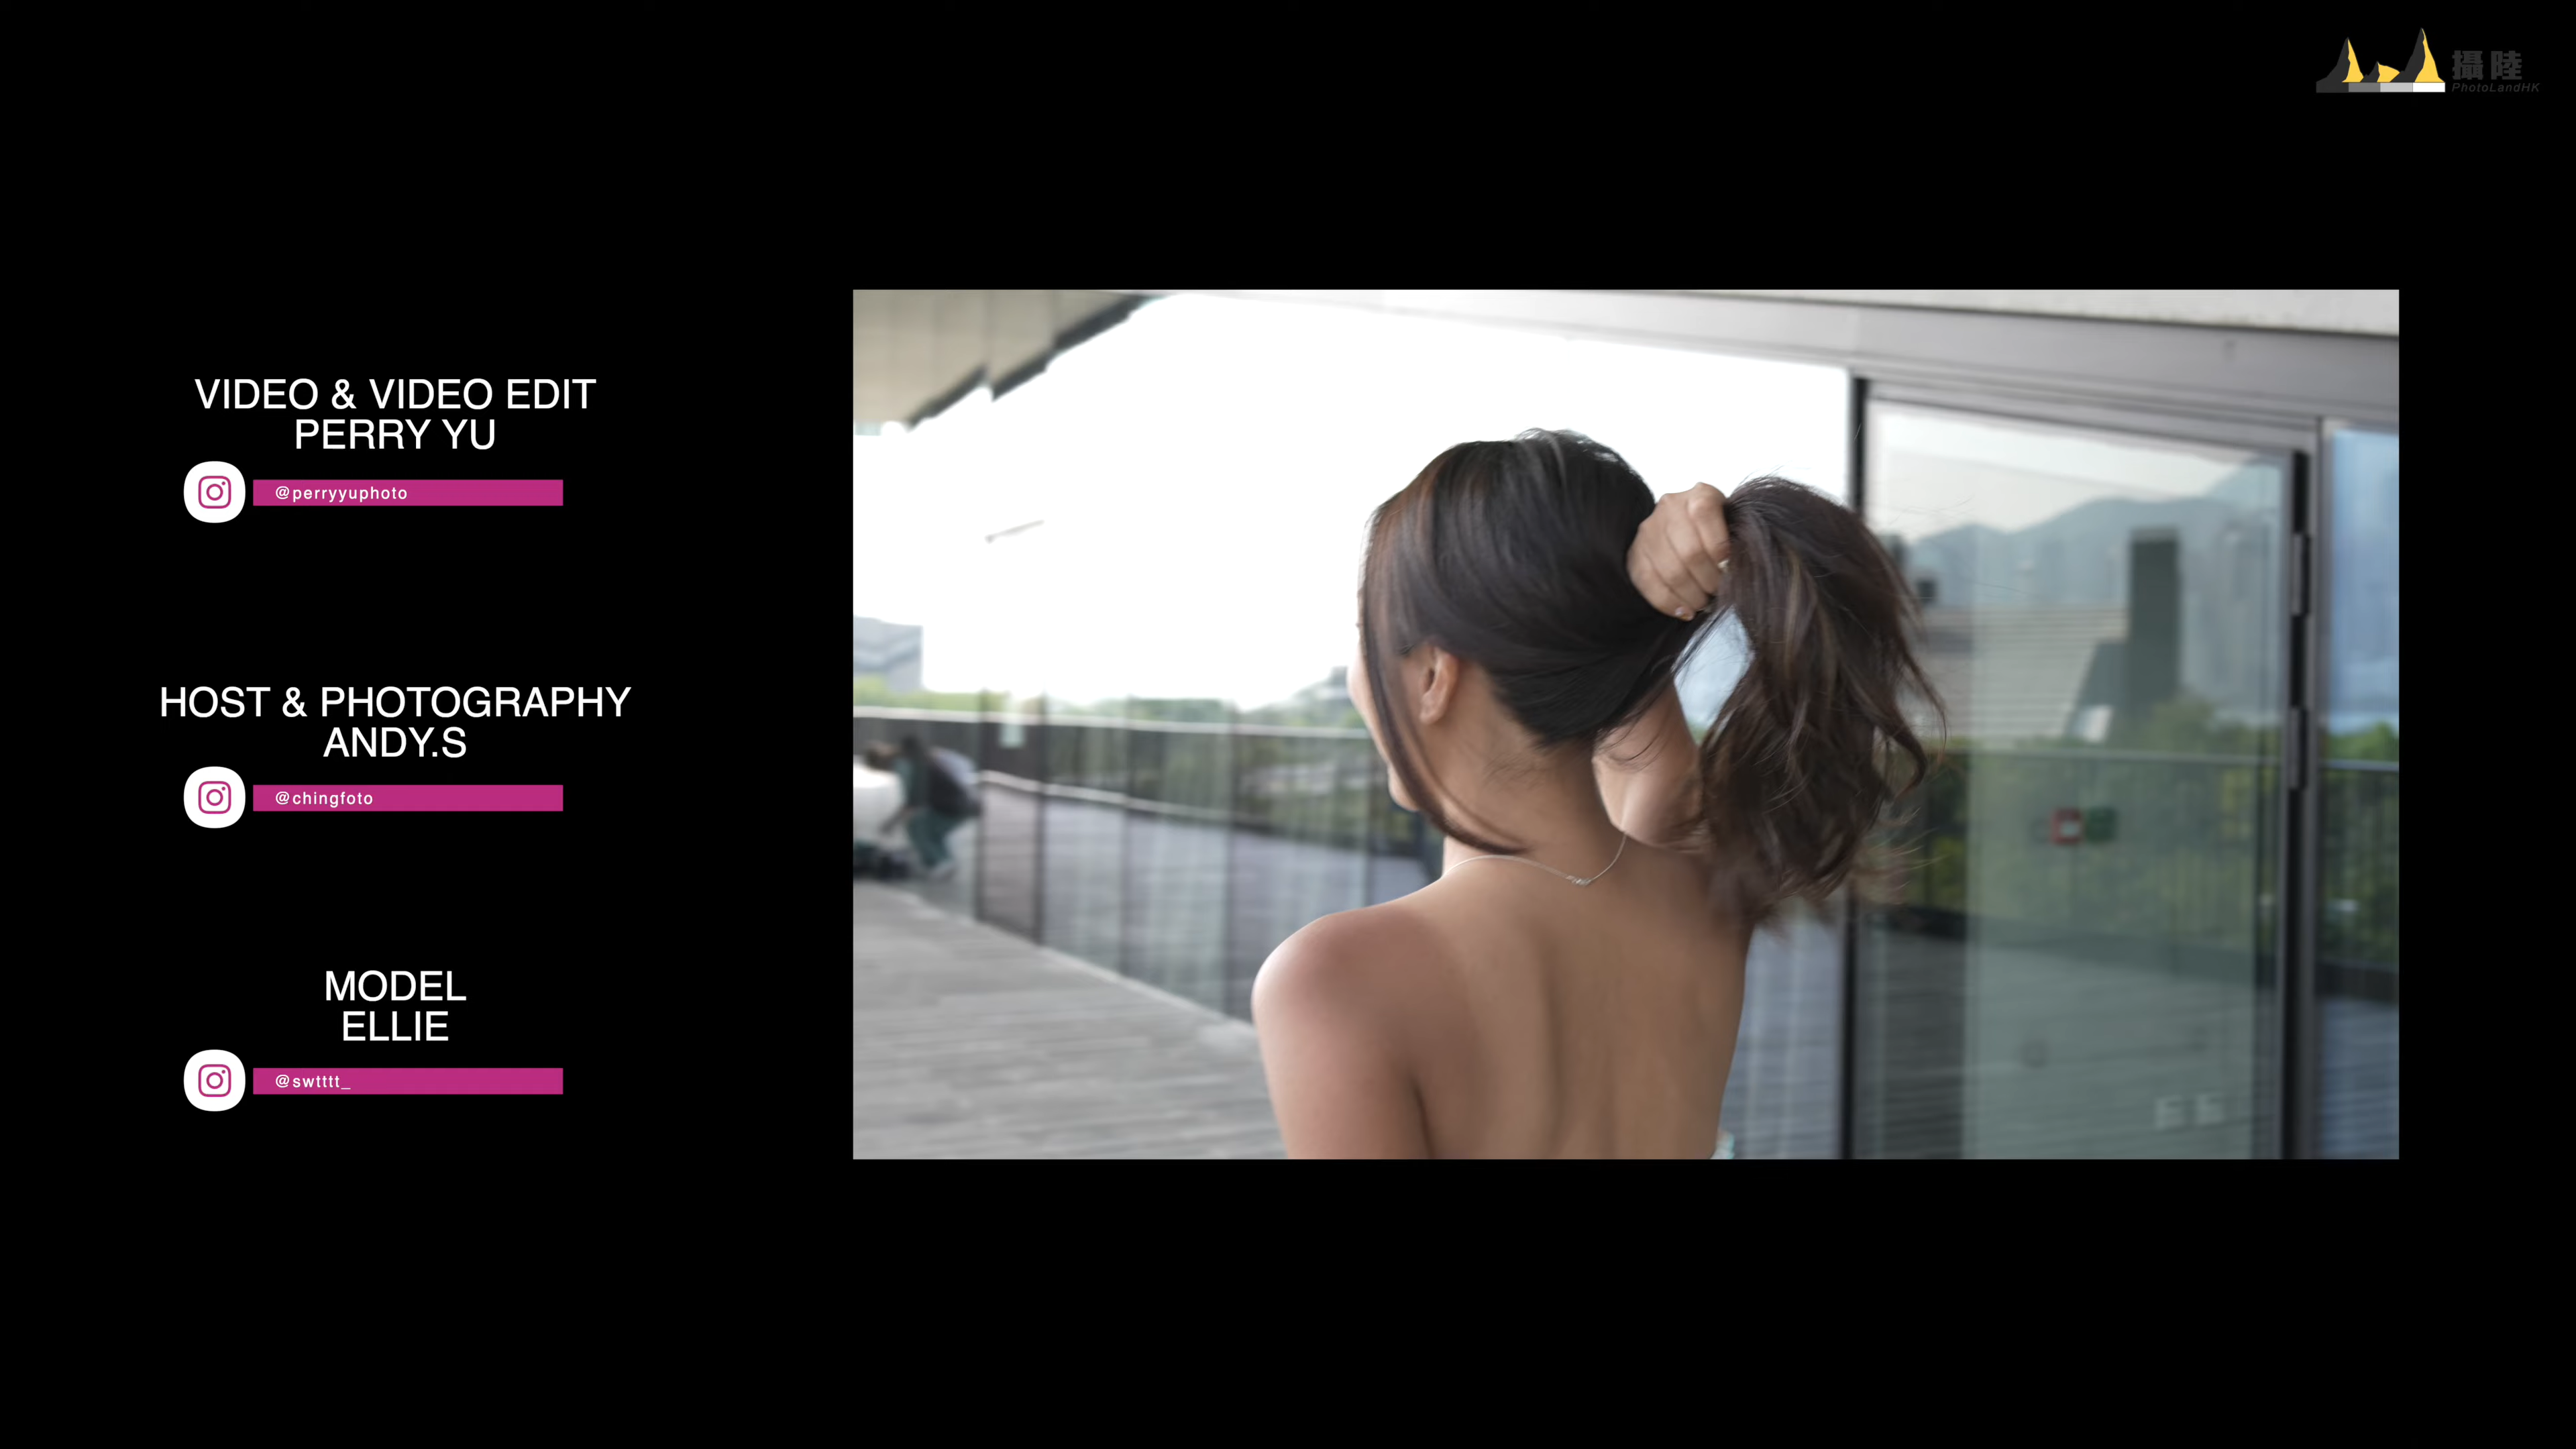 攝陸
PhotoLandHK
VIDEO & VIDEO EDIT
PERRY YU
@perryyuphoto
HOST & PHOTOGRAPHY
ANDY.S
@chingfoto
MODEL
ELLIE
@swtttt_